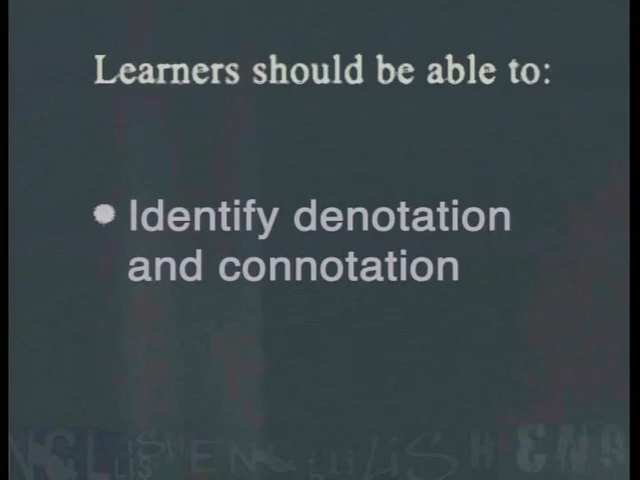 Learners should be able to:
Identify denotation
and connotation